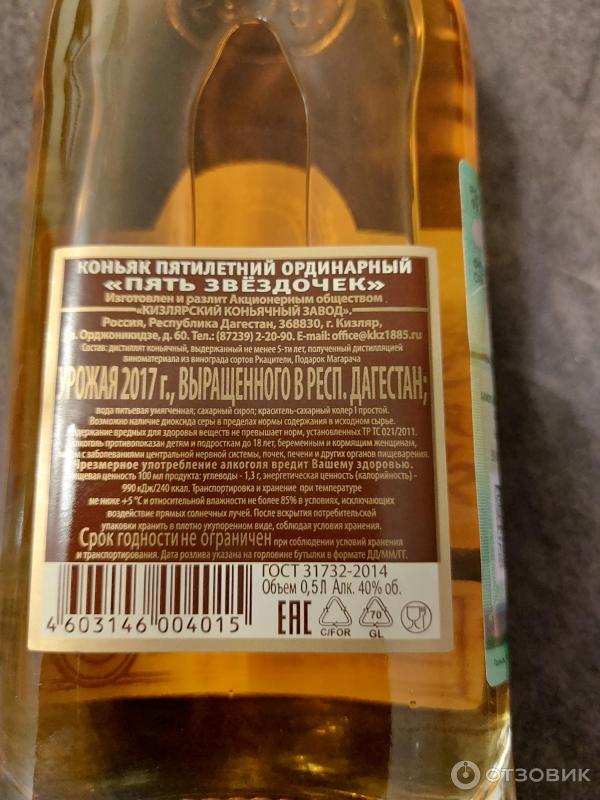 КОНЬЯК ПЯТИЛЕТНИЙ ОРДИНАРНЫЙ
«ПЯТЬ ЗВЁЗДОЧЕК»
Изготовлен и разлит Акционерным обществом
«КИЗЛЯРСКИЙ КОНЬЯЧНЫЙ ЗАВОД».
Россия, Республика Дагестан, 368830, г. Кизляр,
Орджоникидзе, д. 60. Тел.: (87239) 2-20-90. E-mail: office@kkz1885.ru
Состав: дистиллят коньячный, выдержанный не менее 5-ти лет, полученный дистилляцией
виноматериала из винограда сортов Ркацители, Подарок Магарача
УРОЖАЯ 2017 г., ВЫРАЩЕННОГО В РЕСП. ДАГЕСТАН;
вода питьевая умягченная; сахарный сироп; краситель-сахарный колер I простой.
Возможно наличие диоксида серы в пределах нормы содержания в исходном сырье.
Содержание вредных для здоровья веществ не превышает норм, установленных ТР ТС 021/2011.
Алкоголь противопоказан детям и подросткам до 18 лет, беременным и кормящим женщинам,
с заболеваниями центральной нервной системы, почек, печени и других органов пищеварения.
Чрезмерное употребление алкоголя вредит Вашему здоровью.
Пищевая ценность 100 мл продукта: углеводы - 1,3 г, энергетическая ценность (калорийность) -
990 кДж/240 ккал. Транспортировка и хранение при температуре
не ниже +5 °C и относительной влажности не более 85% в условиях, исключающих
воздействие прямых солнечных лучей. После вскрытия потребительской
упаковки хранить в плотно укупоренном виде, соблюдая условия хранения.
Срок годности не ограничен при соблюдении условий хранения
и транспортирования. Дата розлива указана на горловине бутылки в формате ДД/ММ/ГГ.
ГОСТ 31732-2014
Объем 0,5 Л Алк. 40% об.
4 603146 004015
EAC
C/FOR
70
GL
ОТЗОВИК